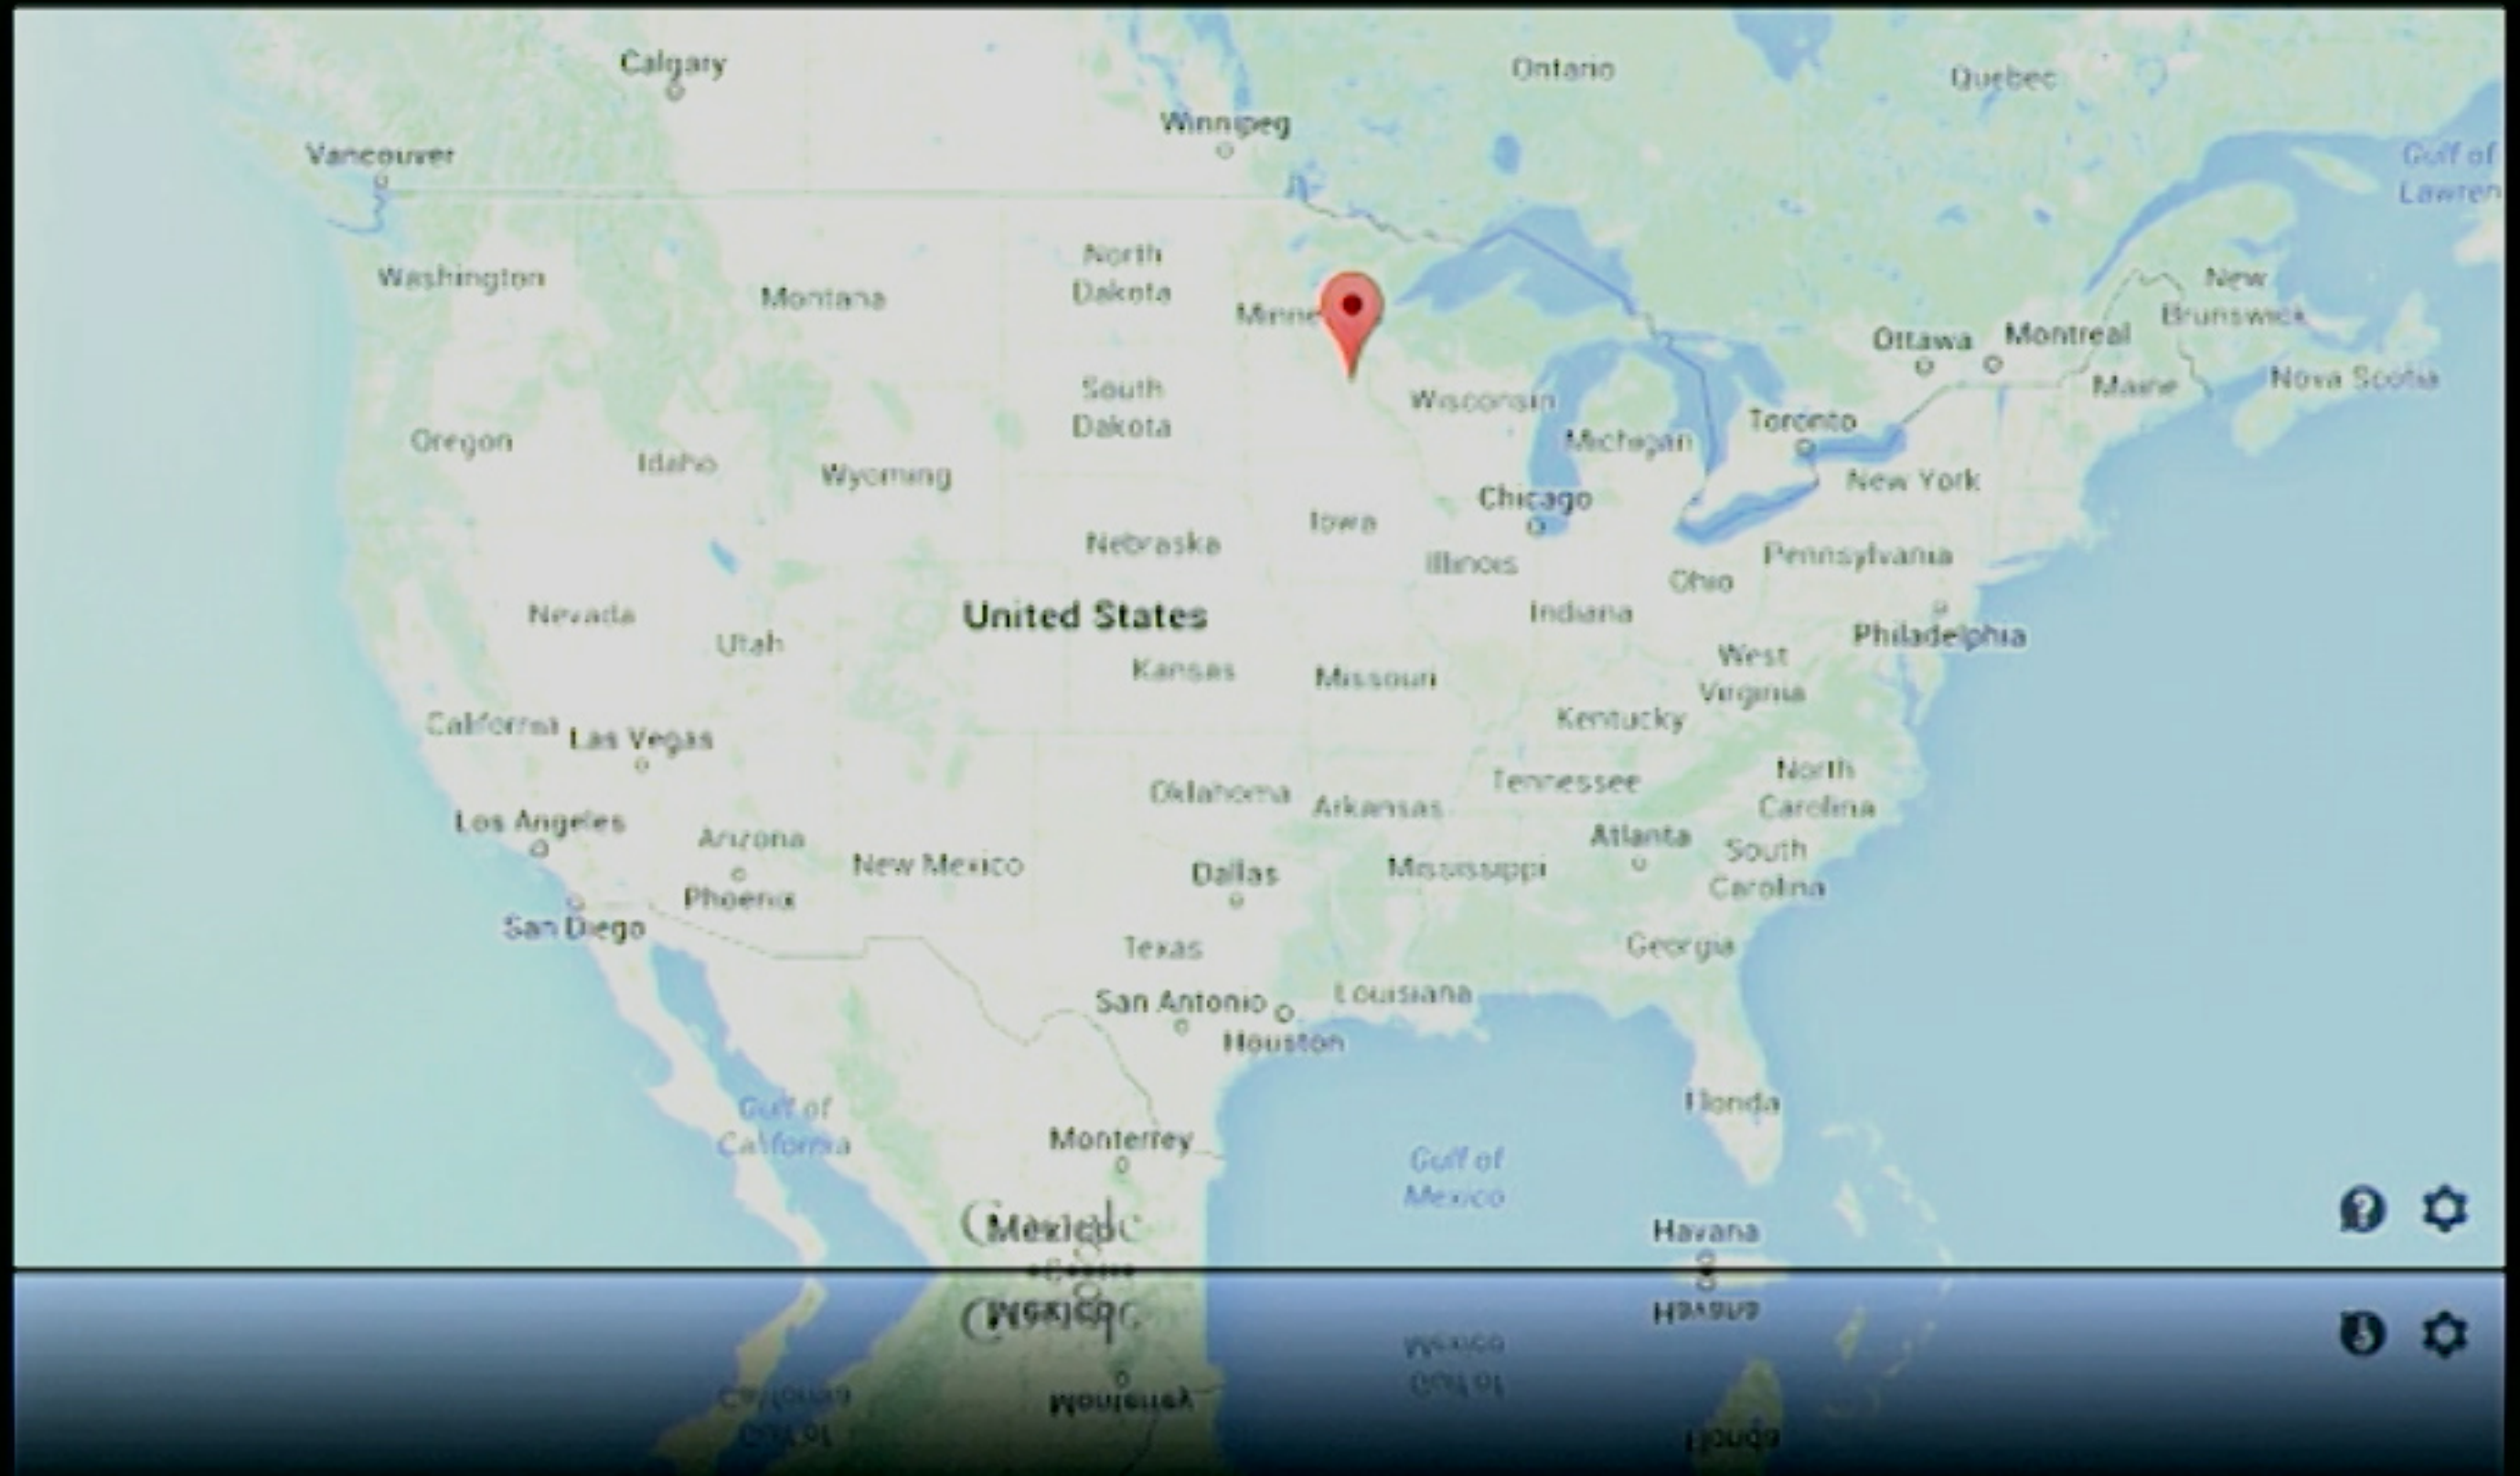 Calgary
Ontario
Quebec
Winnipeg
Vancouver
Gulf of
Lawren
North
Dakota
Washington
Montana
Minne
New
Brunswick
Ottawa
Montreal
Maine
Nova Scotia
South
Dakota
Wisconsin
Michigan
Toronto
Oregon
Idaho
Wyoming
New York
Chicago
Iowa
Nebraska
Illinois
Pennsylvania
Ohio
Nevada
United States
Indiana
Utah
Philadelphia
Kansas
Missouri
West
Virginia
Kentucky
California
Las Vegas
North
Carolina
Tennessee
Oklahoma
Arkansas
Los Angeles
Arizona
New Mexico
Dallas
Mississippi
Atlanta
South
Carolina
Phoenix
San Diego
Texas
Georgia
San Antonio
Louisiana
Houston
Gulf of
California
Florida
Monterrey
Gulf of
Mexico
Mexico
Havana